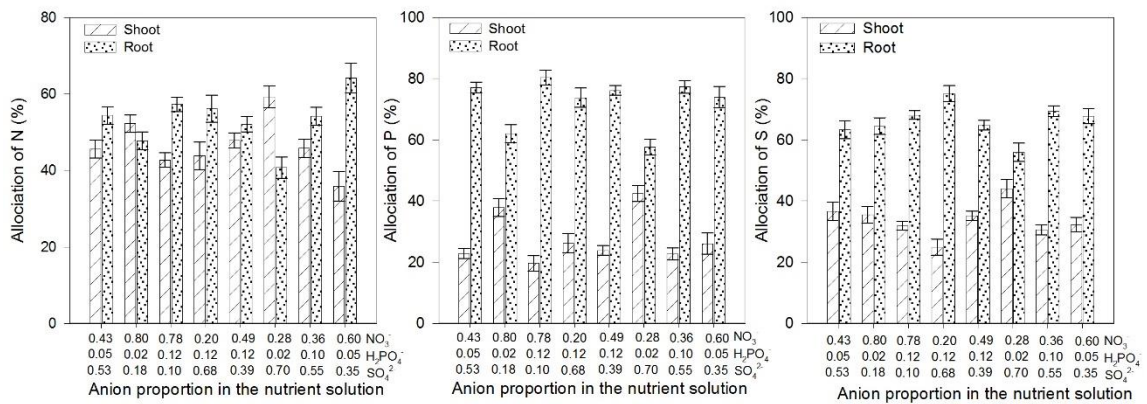 80
60
40
20
0
Allociation of N (%)
Shoot
Root
0.43 0.80 0.78 0.20 0.49 0.28 0.36 0.60 NO₃⁻
0.05 0.02 0.12 0.12 0.12 0.02 0.10 0.05 H₂PO₄⁻
0.53 0.18 0.10 0.68 0.39 0.70 0.55 0.35 SO₄²⁻
Anion proportion in the nutrient solution
100
80
60
40
20
0
Allociation of P (%)
Shoot
Root
0.43 0.80 0.78 0.20 0.49 0.28 0.36 0.60 NO₃⁻
0.05 0.02 0.12 0.12 0.12 0.02 0.10 0.05 H₂PO₄⁻
0.53 0.18 0.10 0.68 0.39 0.70 0.55 0.35 SO₄²⁻
Anion proportion in the nutrient solution
100
80
60
40
20
0
Allociation of S (%)
Shoot
Root
0.43 0.80 0.78 0.20 0.49 0.28 0.36 0.60 NO₃⁻
0.05 0.02 0.12 0.12 0.12 0.02 0.10 0.05 H₂PO₄⁻
0.53 0.18 0.10 0.68 0.39 0.70 0.55 0.35 SO₄²⁻
Anion proportion in the nutrient solution